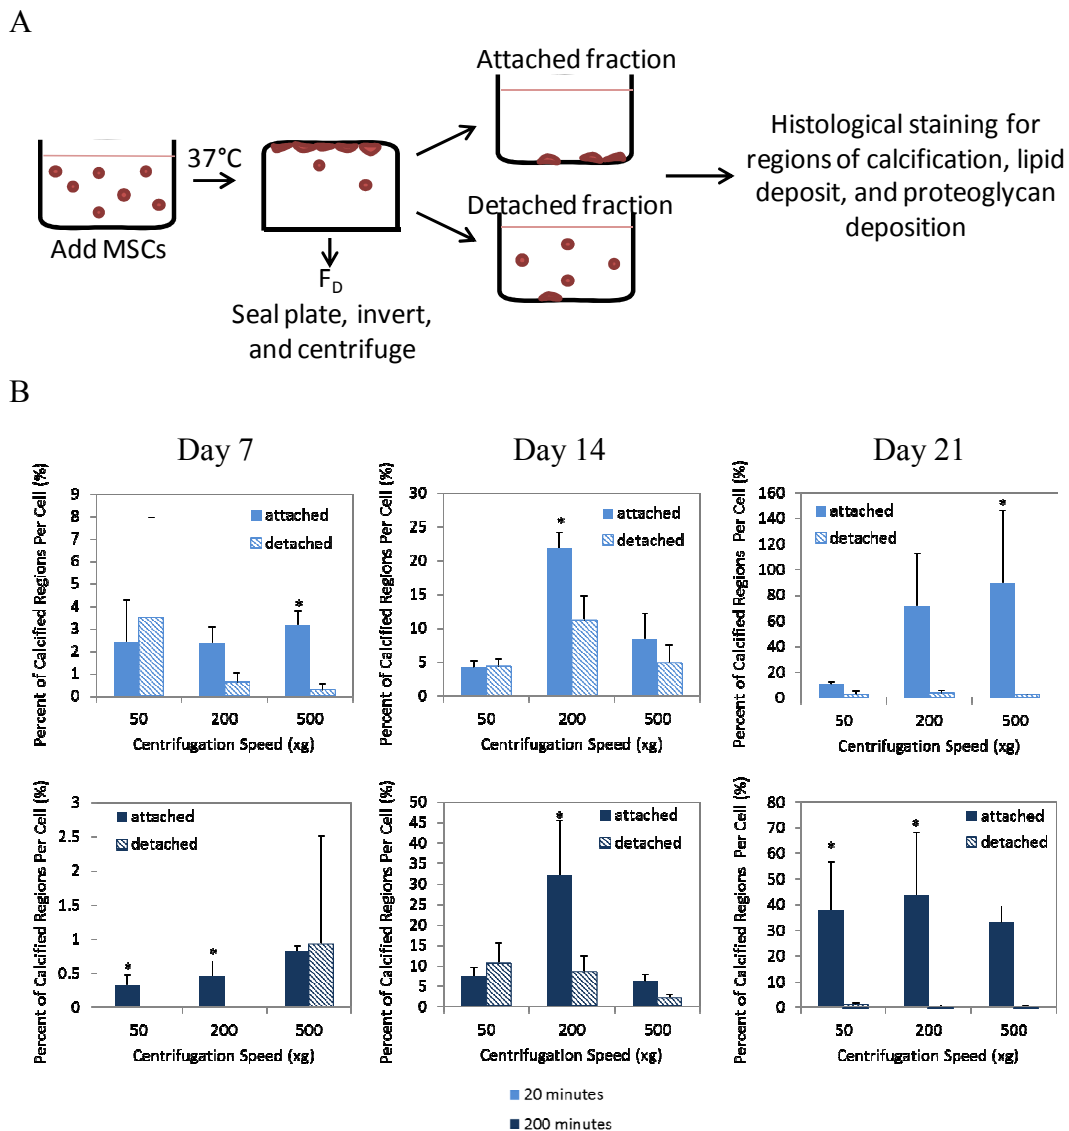 A
Attached fraction
37°C
Add MSCs
F_D
Seal plate, invert,
and centrifuge
Detached fraction
Histological staining for
regions of calcification, lipid
deposit, and proteoglycan
deposition
B
Day 7
Day 14
Day 21
Percent of Calcified Regions Per Cell (%)
9
8
7
6
5
4
3
2
1
0
attached
detached
*
50 200 500
Centrifugation Speed (xg)
Percent of Calcified Regions Per Cell (%)
30
25
20
15
10
5
0
attached
detached
*
50 200 500
Centrifugation Speed (xg)
Percent of Calcified Regions Per Cell (%)
160
140
120
100
80
60
40
20
0
attached
detached
*
50 200 500
Centrifugation Speed (xg)
Percent of Calcified Regions Per Cell (%)
3
2.5
2
1.5
1
0.5
0
attached
detached
* *
50 200 500
Centrifugation Speed (xg)
Percent of Calcified Regions Per Cell (%)
50
45
40
35
30
25
20
15
10
5
0
attached
detached
*
50 200 500
Centrifugation Speed (xg)
Percent of Calcified Regions Per Cell (%)
80
70
60
50
40
30
20
10
0
attached
detached
* *
50 200 500
Centrifugation Speed (xg)
20 minutes
200 minutes